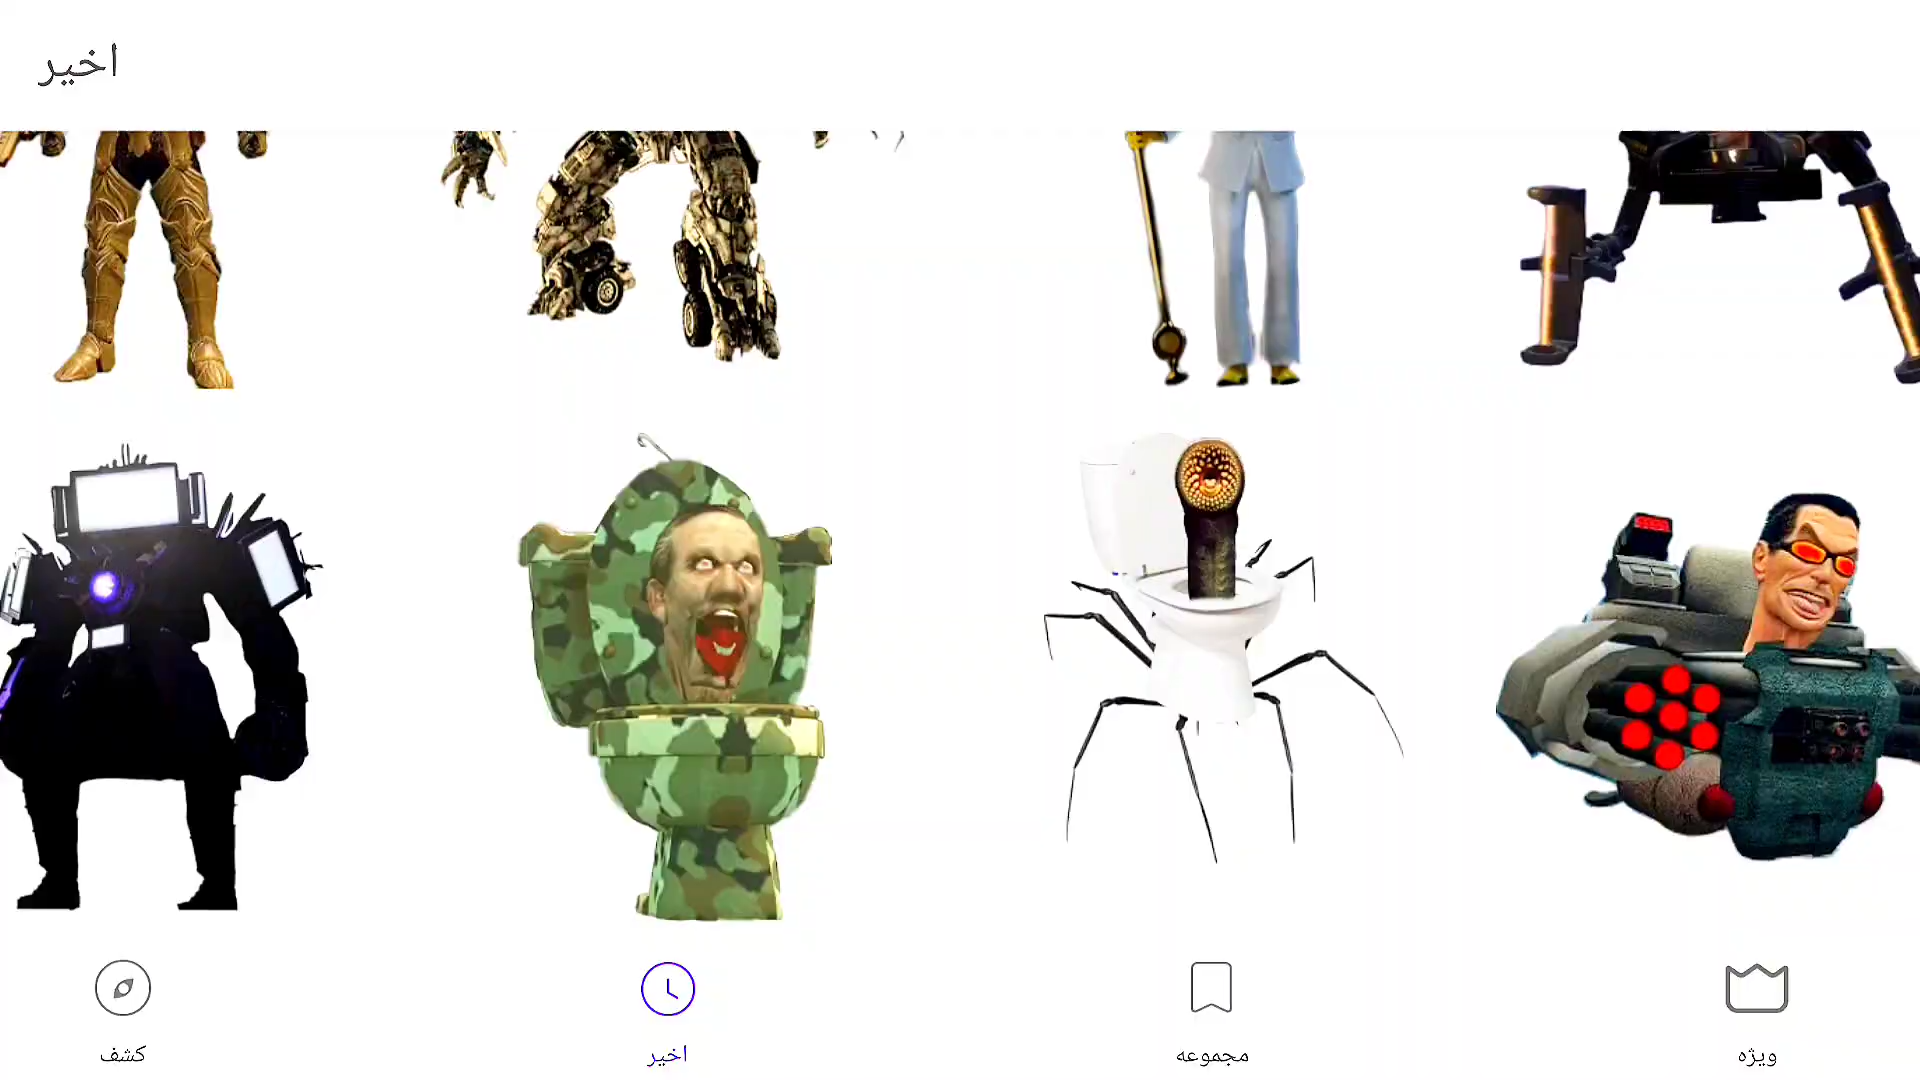 اخیر
کشف
اخیر
مجموعه
ویژه